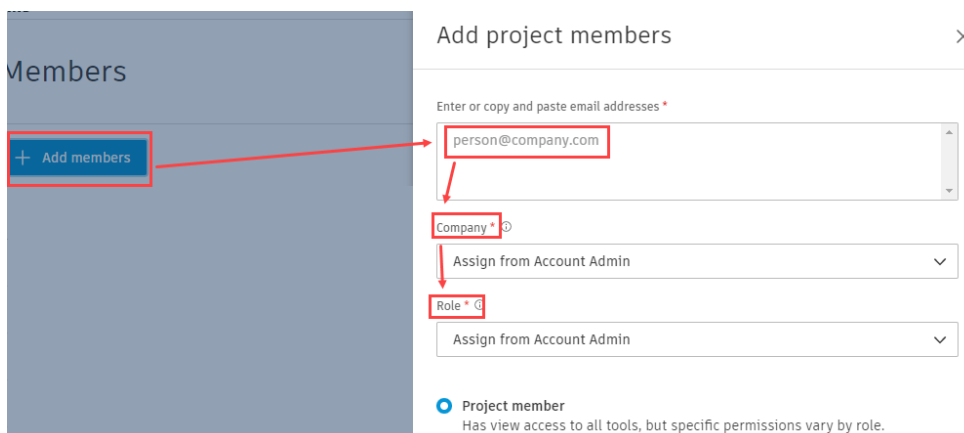 Add project members
Members
Enter or copy and paste email addresses *
person@company.com
+ Add members
Company *
Assign from Account Admin
Role *
Assign from Account Admin
Project member
Has view access to all tools, but specific permissions vary by role.